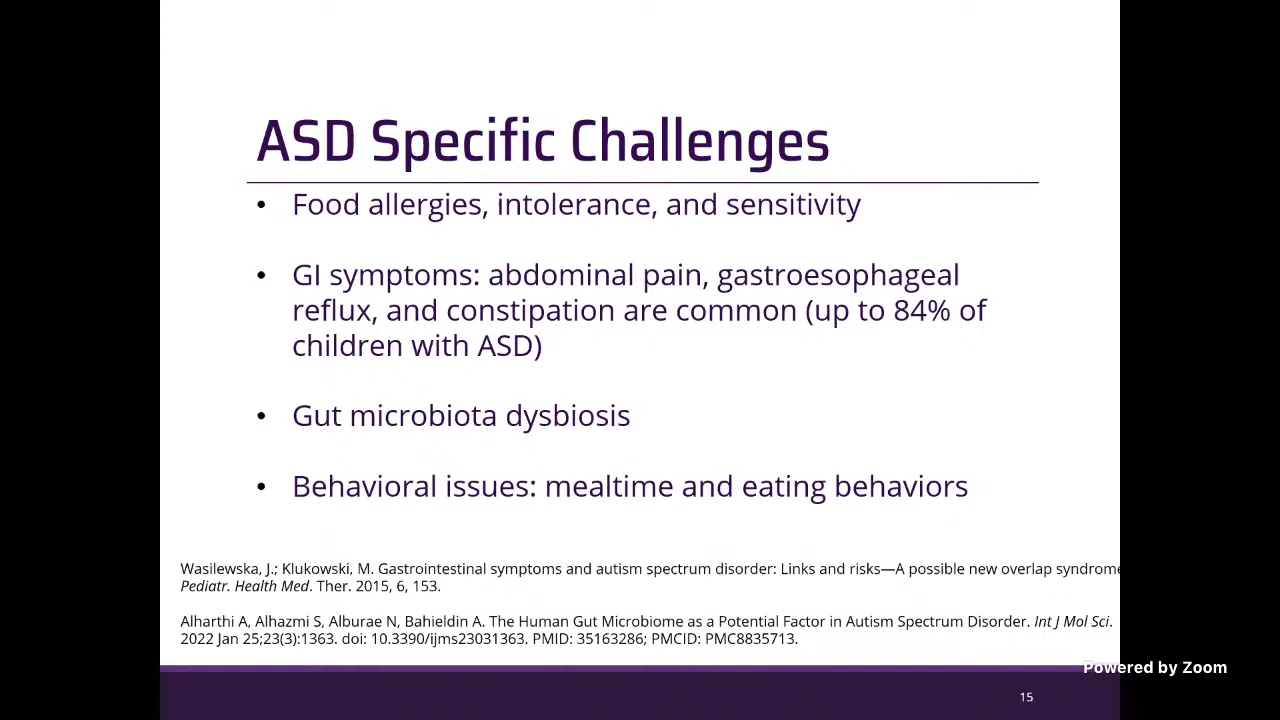 ASD Specific Challenges
• Food allergies, intolerance, and sensitivity
• GI symptoms: abdominal pain, gastroesophageal
reflux, and constipation are common (up to 84% of
children with ASD)
• Gut microbiota dysbiosis
• Behavioral issues: mealtime and eating behaviors
Wasilewska, J.; Klukowski, M. Gastrointestinal symptoms and autism spectrum disorder: Links and risks—A possible new overlap syndrome
Pediatr. Health Med. Ther. 2015, 6, 153.
Alharthi A, Alhazmi S, Alburae N, Bahieldin A. The Human Gut Microbiome as a Potential Factor in Autism Spectrum Disorder. Int J Mol Sci.
2022 Jan 25;23(3):1363. doi: 10.3390/ijms23031363. PMID: 35163286; PMCID: PMC8835713.
Powered by Zoom
15